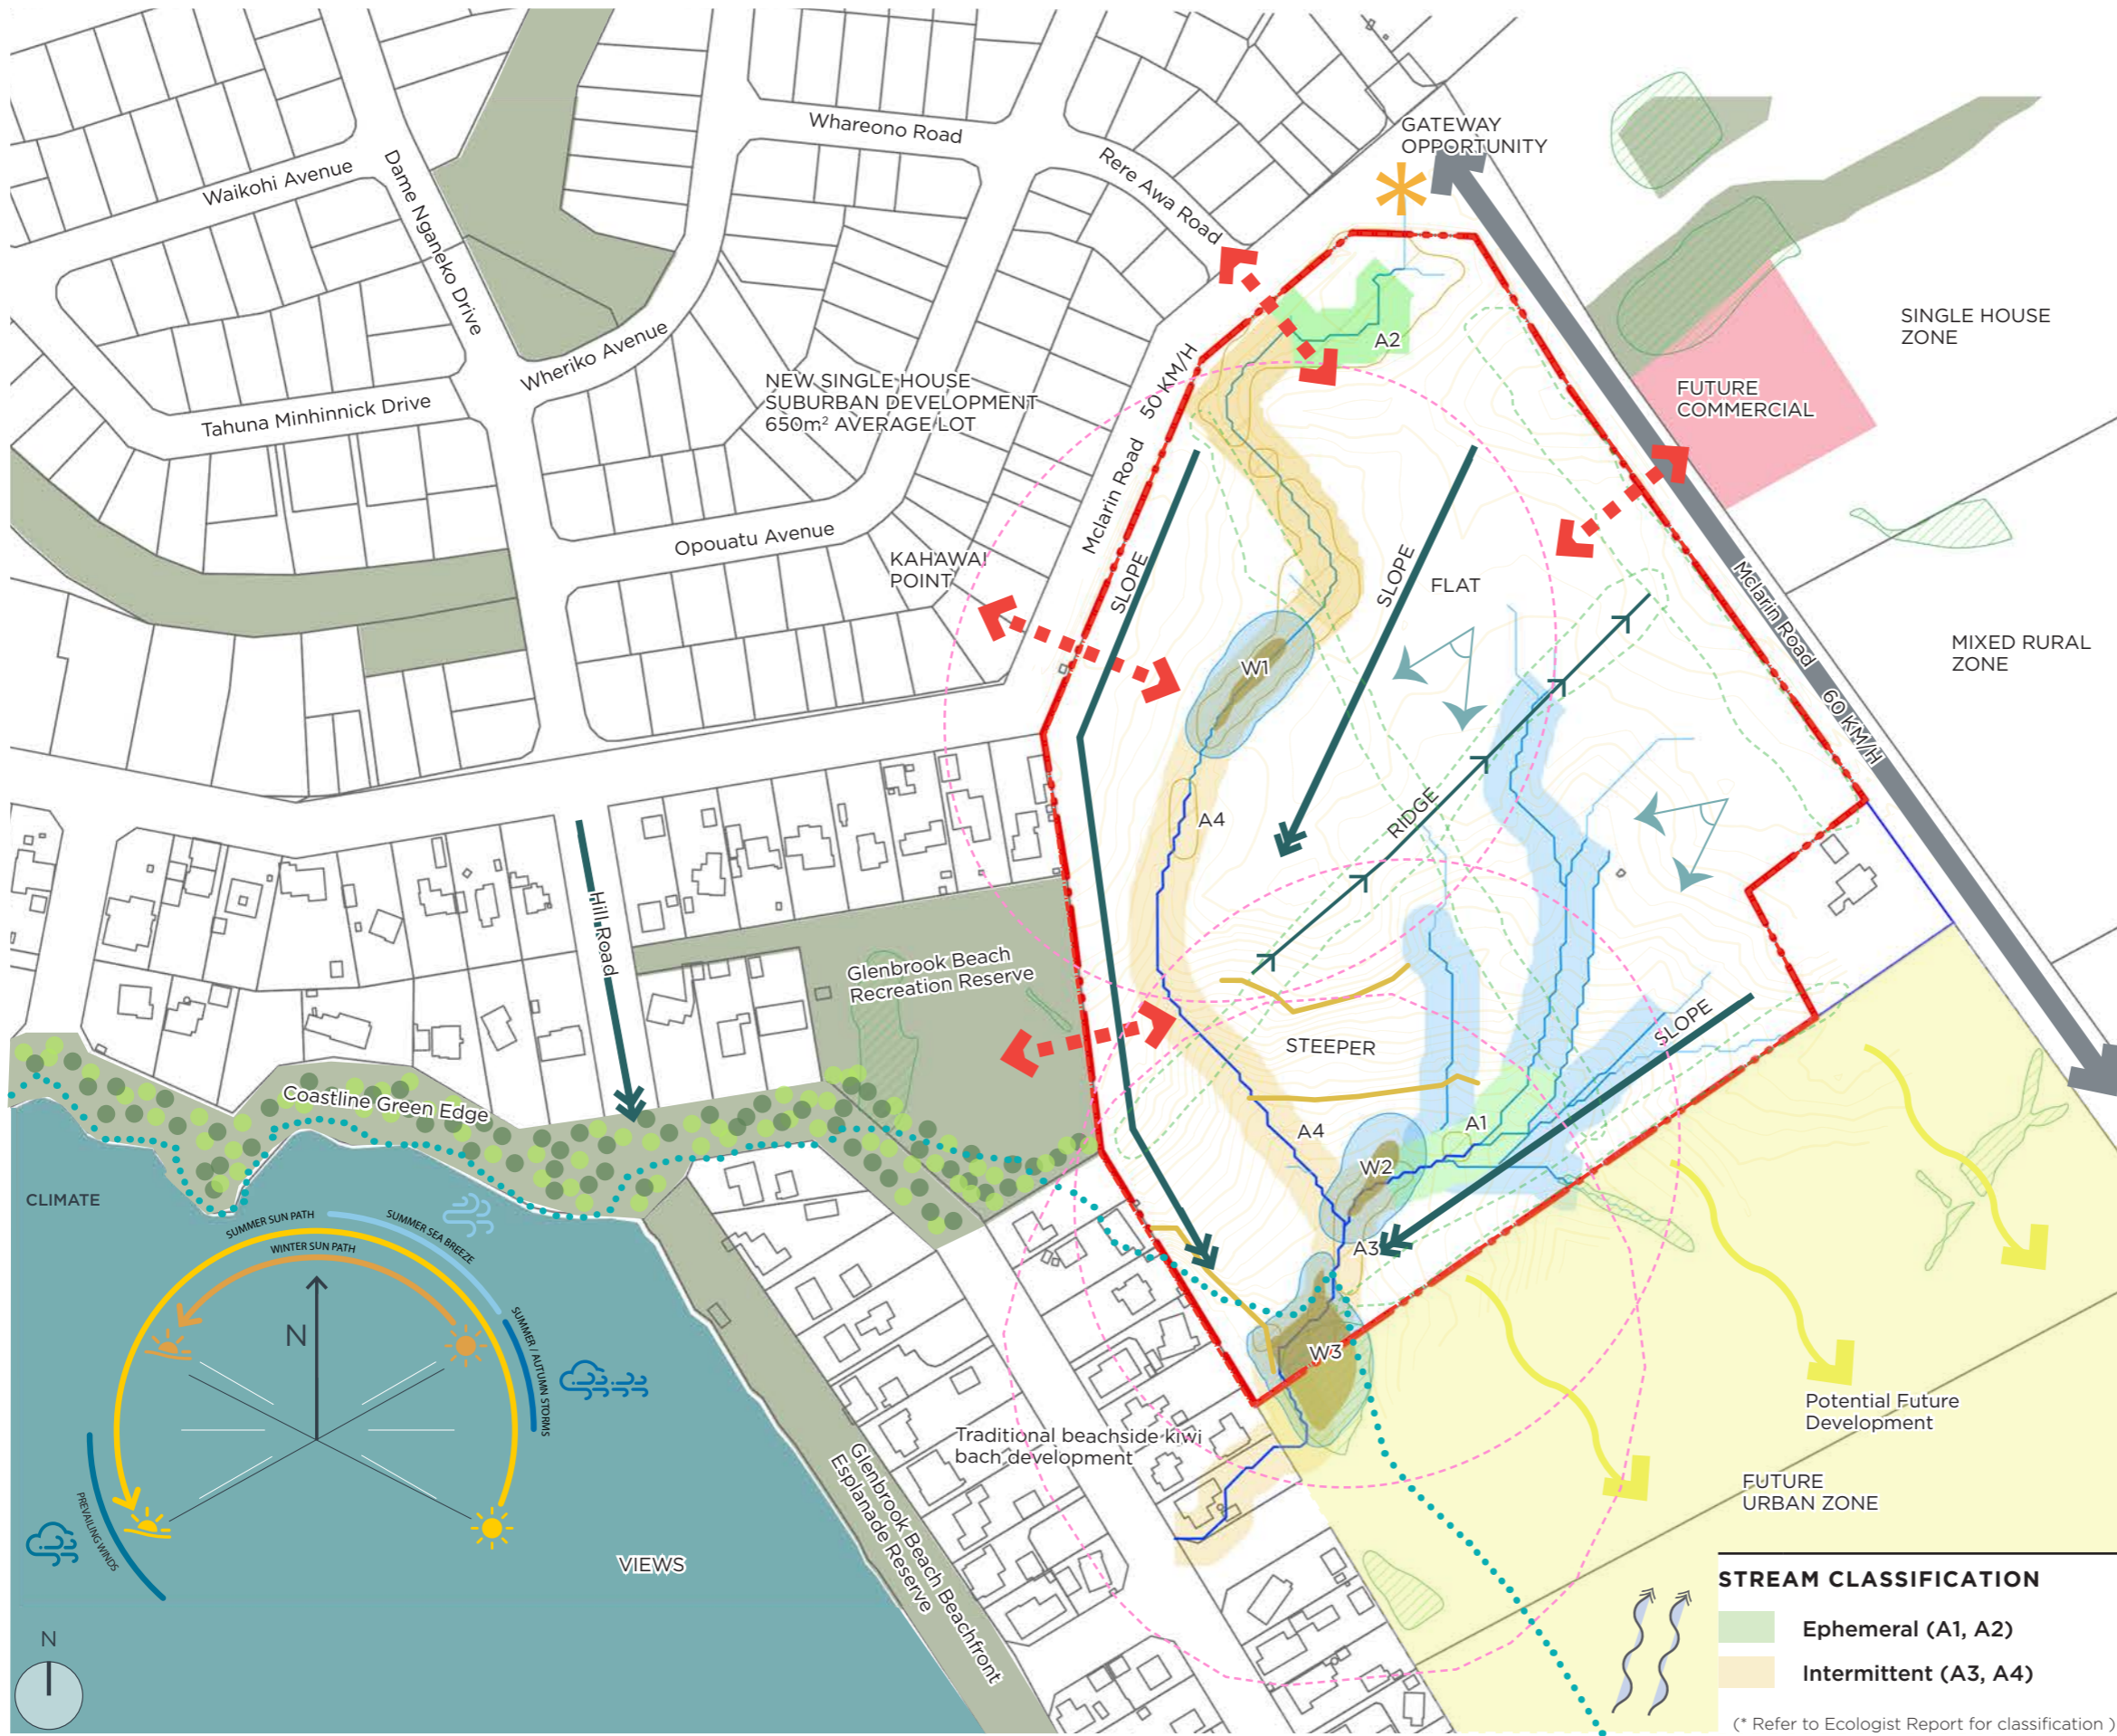 GATEWAY
OPPORTUNITY
Whareono Road
Rere Awa Road
Waikohi Avenue
Dame Nganeko Drive
A2
SINGLE HOUSE
ZONE
Wheriko Avenue
50 KM/H
NEW SINGLE HOUSE
SUBURBAN DEVELOPMENT
650m² AVERAGE LOT
FUTURE
COMMERCIAL
Tahuna Minhinnick Drive
Mclarin Road
Opouatu Avenue
KAHAWAI
POINT
SLOPE
SLOPE
FLAT
Mclarin Road
60 KM/H
MIXED RURAL
ZONE
W1
A4
RIDGE
Hill Road
Glenbrook Beach
Recreation Reserve
STEEPER
SLOPE
Coastline Green Edge
A4
A1
W2
A3
W3
CLIMATE
SUMMER SUN PATH
SUMMER SEA BREEZE
WINTER SUN PATH
SUMMER / AUTUMN STORMS
N
PREVAILING WINDS
VIEWS
N
Traditional beachside kiwi
bach development
Glenbrook Beach Beachfront
Esplanade Reserve
Potential Future
Development
FUTURE
URBAN ZONE
STREAM CLASSIFICATION
Ephemeral (A1, A2)
Intermittent (A3, A4)
(* Refer to Ecologist Report for classification )